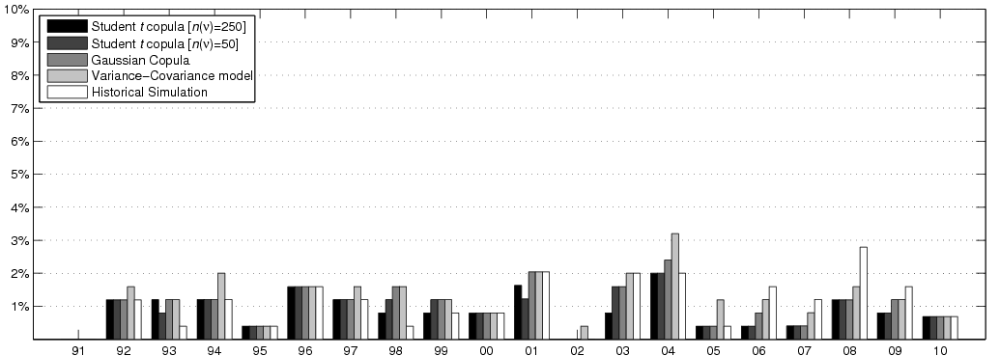 10%
9%
8%
7%
6%
5%
4%
3%
2%
1%
Student t copula [n(ν)=250]
Student t copula [n(ν)=50]
Gaussian Copula
Variance−Covariance model
Historical Simulation
91 92 93 94 95 96 97 98 99 00 01 02 03 04 05 06 07 08 09 10